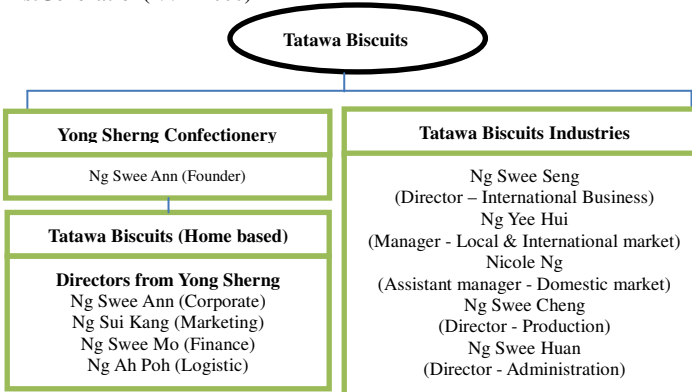 Tatawa Biscuits
Yong Sherng Confectionery
Ng Swee Ann (Founder)
Tatawa Biscuits (Home based)
Directors from Yong Sherng
Ng Swee Ann (Corporate)
Ng Sui Kang (Marketing)
Ng Swee Mo (Finance)
Ng Ah Poh (Logistic)
Tatawa Biscuits Industries
Ng Swee Seng
(Director – International Business)
Ng Yee Hui
(Manager - Local & International market)
Nicole Ng
(Assistant manager - Domestic market)
Ng Swee Cheng
(Director - Production)
Ng Swee Huan
(Director - Administration)